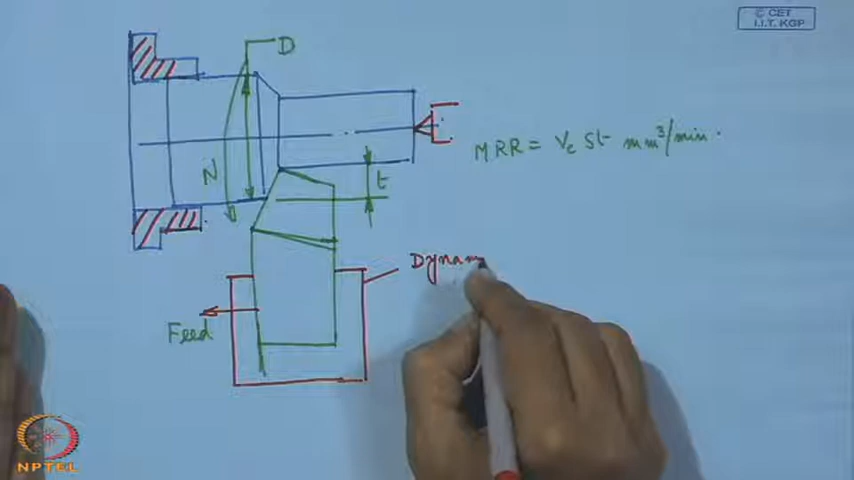 © CET
I.I.T. KGP
D
N
MRR = Vc St mm³/min.
t
Dynam
Feed
NPTEL